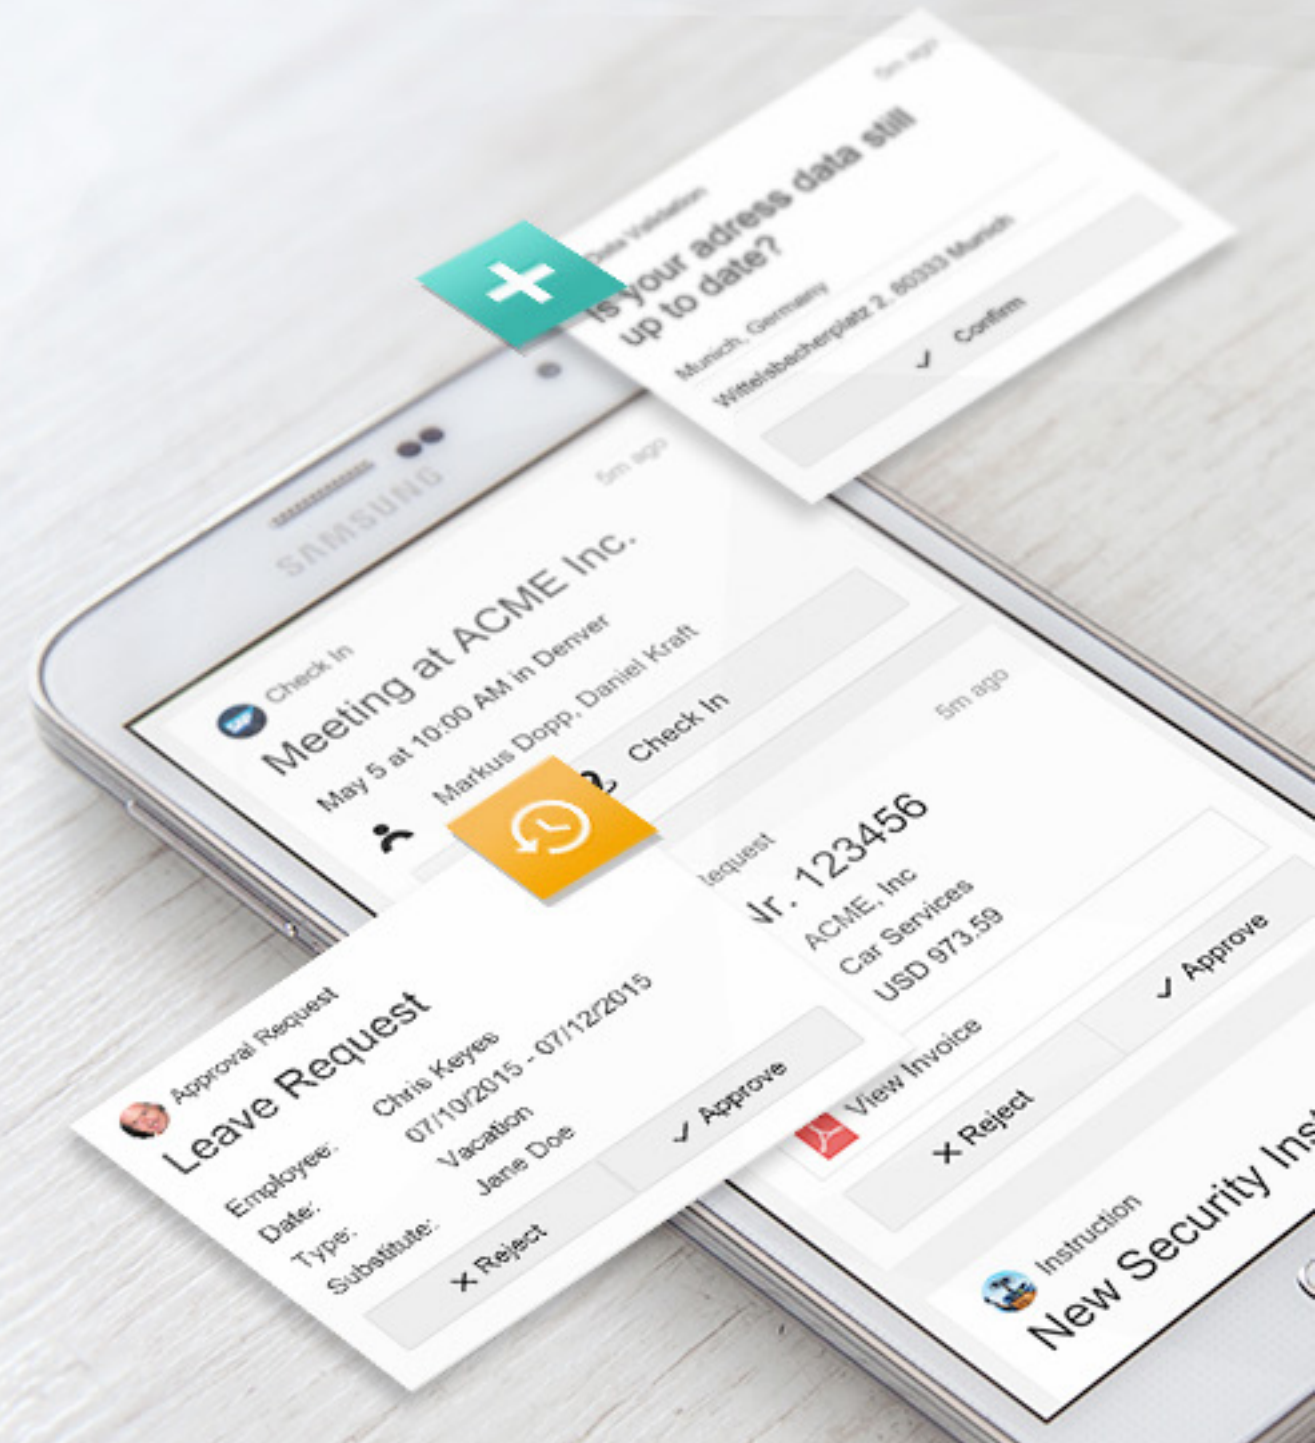 5m ago
Data Validation
Is your adress data still
up to date?
Munich, Germany
Wittelsbacherplatz 2, 80333 Munich
Confirm
SAMSUNG
5m ago
SAP
Check In
Meeting at ACME Inc.
May 5 at 10:00 AM in Denver
Markus Dopp, Daniel Kraft
Check In
5m ago
equest
Nr. 123456
ACME, Inc
Car Services
USD 973.59
View Invoice
Reject
Approve
Approval Request
Leave Request
Employee: Chris Keyes
Date: 07/10/2015 - 07/12/2015
Type: Vacation
Substitute: Jane Doe
Reject
Approve
Instruction
New Security Inst